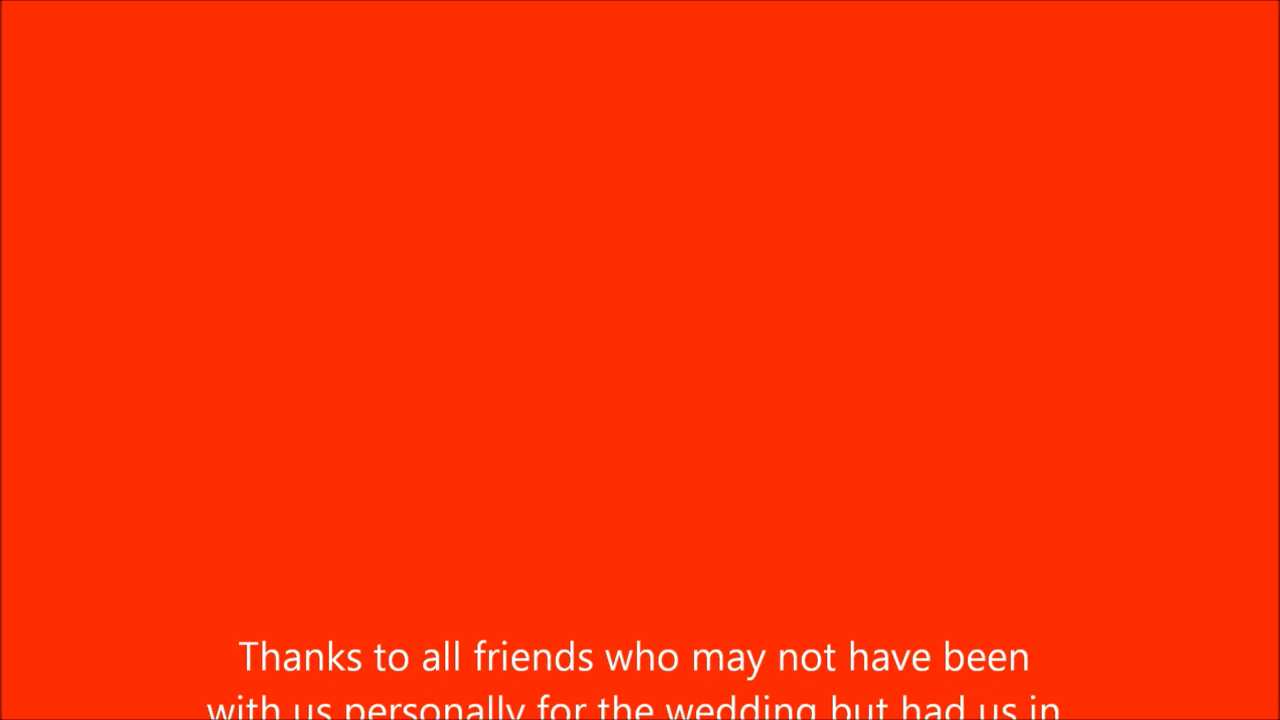 Thanks to all friends who may not have been
with us personally for the wedding but had us in